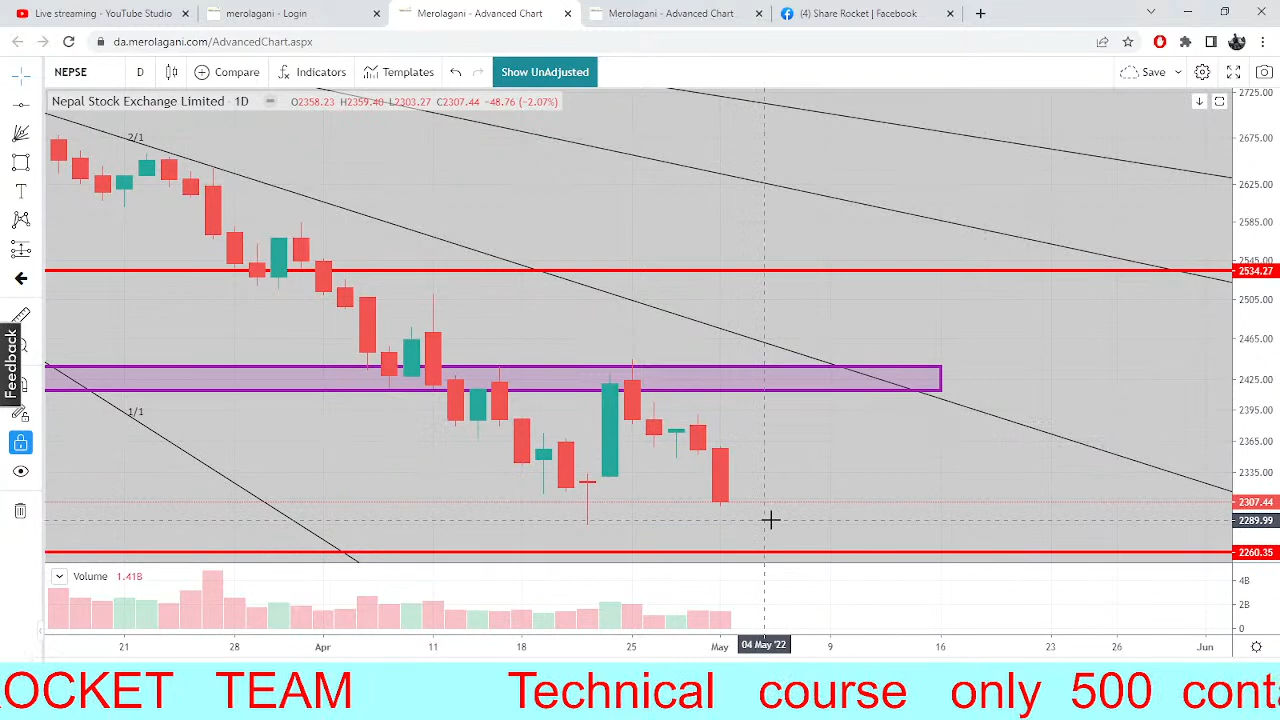 Live streaming - YouTube Studio
merolagani - Login
Merolagani - Advanced Chart
Merolagani - Advanced Chart
(4) Share Rocket | Facebook
da.merolagani.com/AdvancedChart.aspx
NEPSE D Compare Indicators Templates Show UnAdjusted Save
Nepal Stock Exchange Limited · 1D O2358.23 H2359.40 L2303.27 C2307.44 −48.76 (−2.07%)
2/1
1/1
Feedback
2725.00
2675.00
2625.00
2585.00
2545.00
2534.27
2505.00
2465.00
2425.00
2395.00
2365.00
2335.00
2307.44
2289.99
2260.35
Volume 1.41B
4B
2B
0
21 28 Apr 11 18 25 May 04 May '22 9 16 23 26 Jun
ROCKET TEAM Technical course only 500 conta